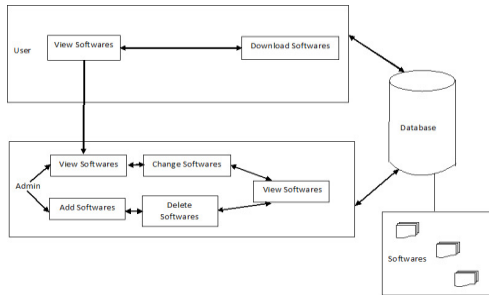 User
View Softwares
Download Softwares
Database
Admin
View Softwares
Change Softwares
View Softwares
Add Softwares
Delete
Softwares
Softwares